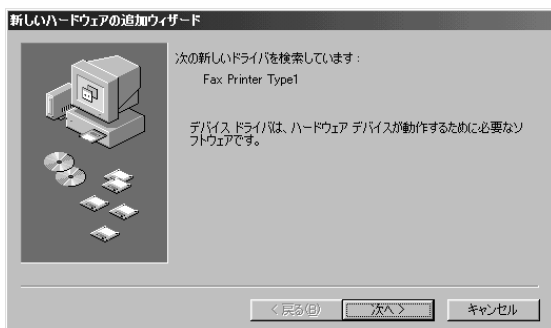 新しいハードウェアの追加ウィザード
次の新しいドライバを検索しています:
Fax Printer Type1
デバイス ドライバは、ハードウェア デバイスが動作するために必要なソ
フトウェアです。
< 戻る(B)
次へ >
キャンセル